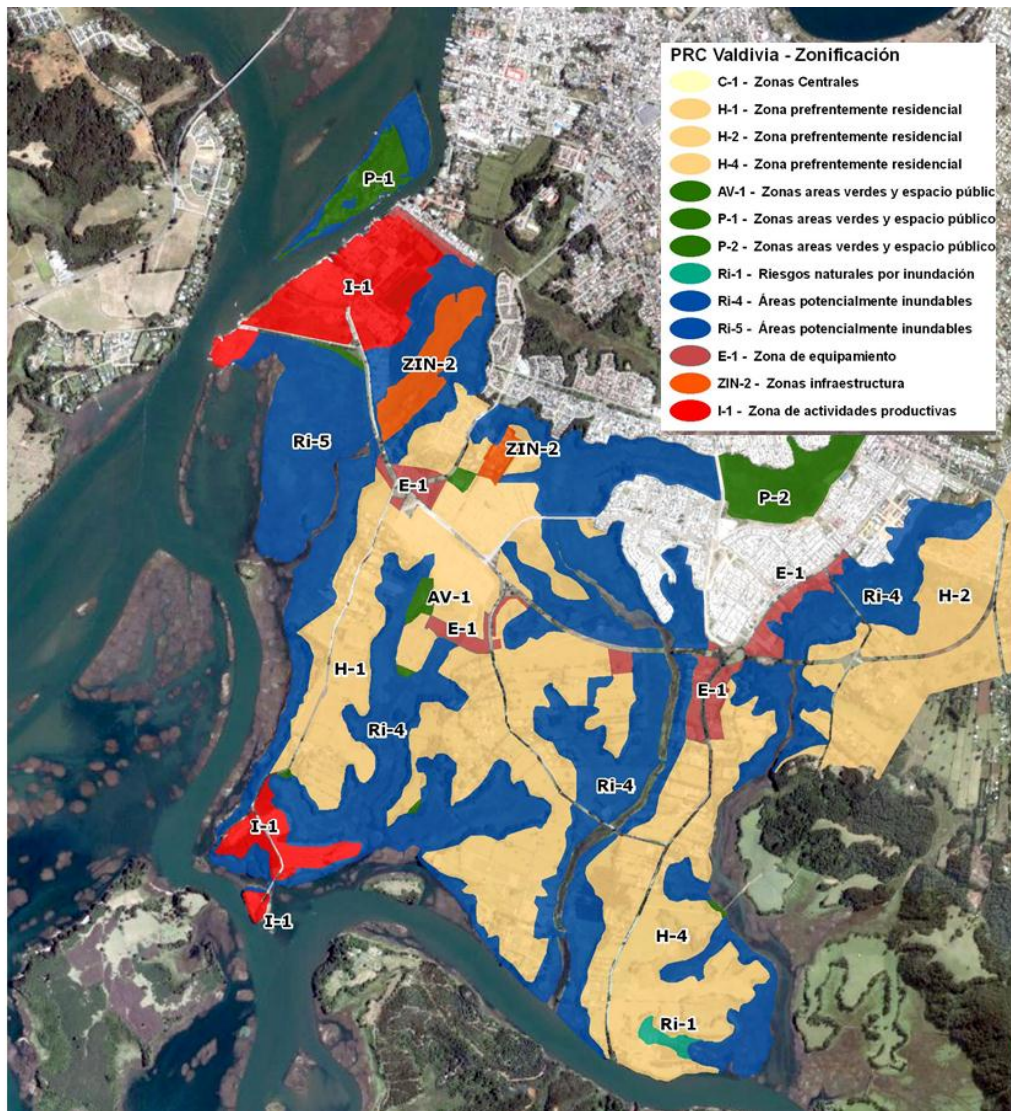 PRC Valdivia - Zonificación
C-1 - Zonas Centrales
H-1 - Zona prefrentemente residencial
H-2 - Zona prefrentemente residencial
H-4 - Zona prefrentemente residencial
AV-1 - Zonas areas verdes y espacio públic
P-1 - Zonas areas verdes y espacio público
P-2 - Zonas areas verdes y espacio público
Ri-1 - Riesgos naturales por inundación
Ri-4 - Áreas potencialmente inundables
Ri-5 - Áreas potencialmente inundables
E-1 - Zona de equipamiento
ZIN-2 - Zonas infraestructura
I-1 - Zona de actividades productivas
P-1
I-1
ZIN-2
Ri-5
ZIN-2
E-1
P-2
E-1
AV-1
Ri-4
H-2
E-1
H-1
E-1
Ri-4
Ri-4
I-1
I-1
H-4
Ri-1